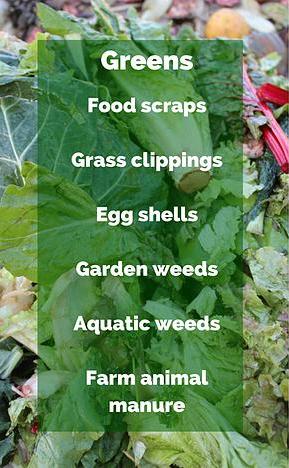 Greens
Food scraps
Grass clippings
Egg shells
Garden weeds
Aquatic weeds
Farm animal
manure